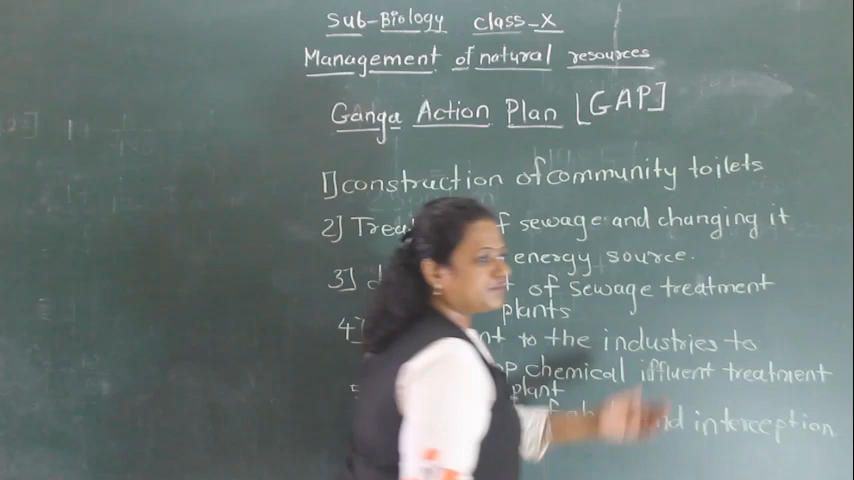 Sub-Biology class-X
Management of natural resources
Ganga Action Plan [GAP]
1] construction of community toilets
2] of sewage and changing it
energy source.
3] of sewage treatment
plants
4] to the industries to
chemical iffluent treatment
plant
and interception